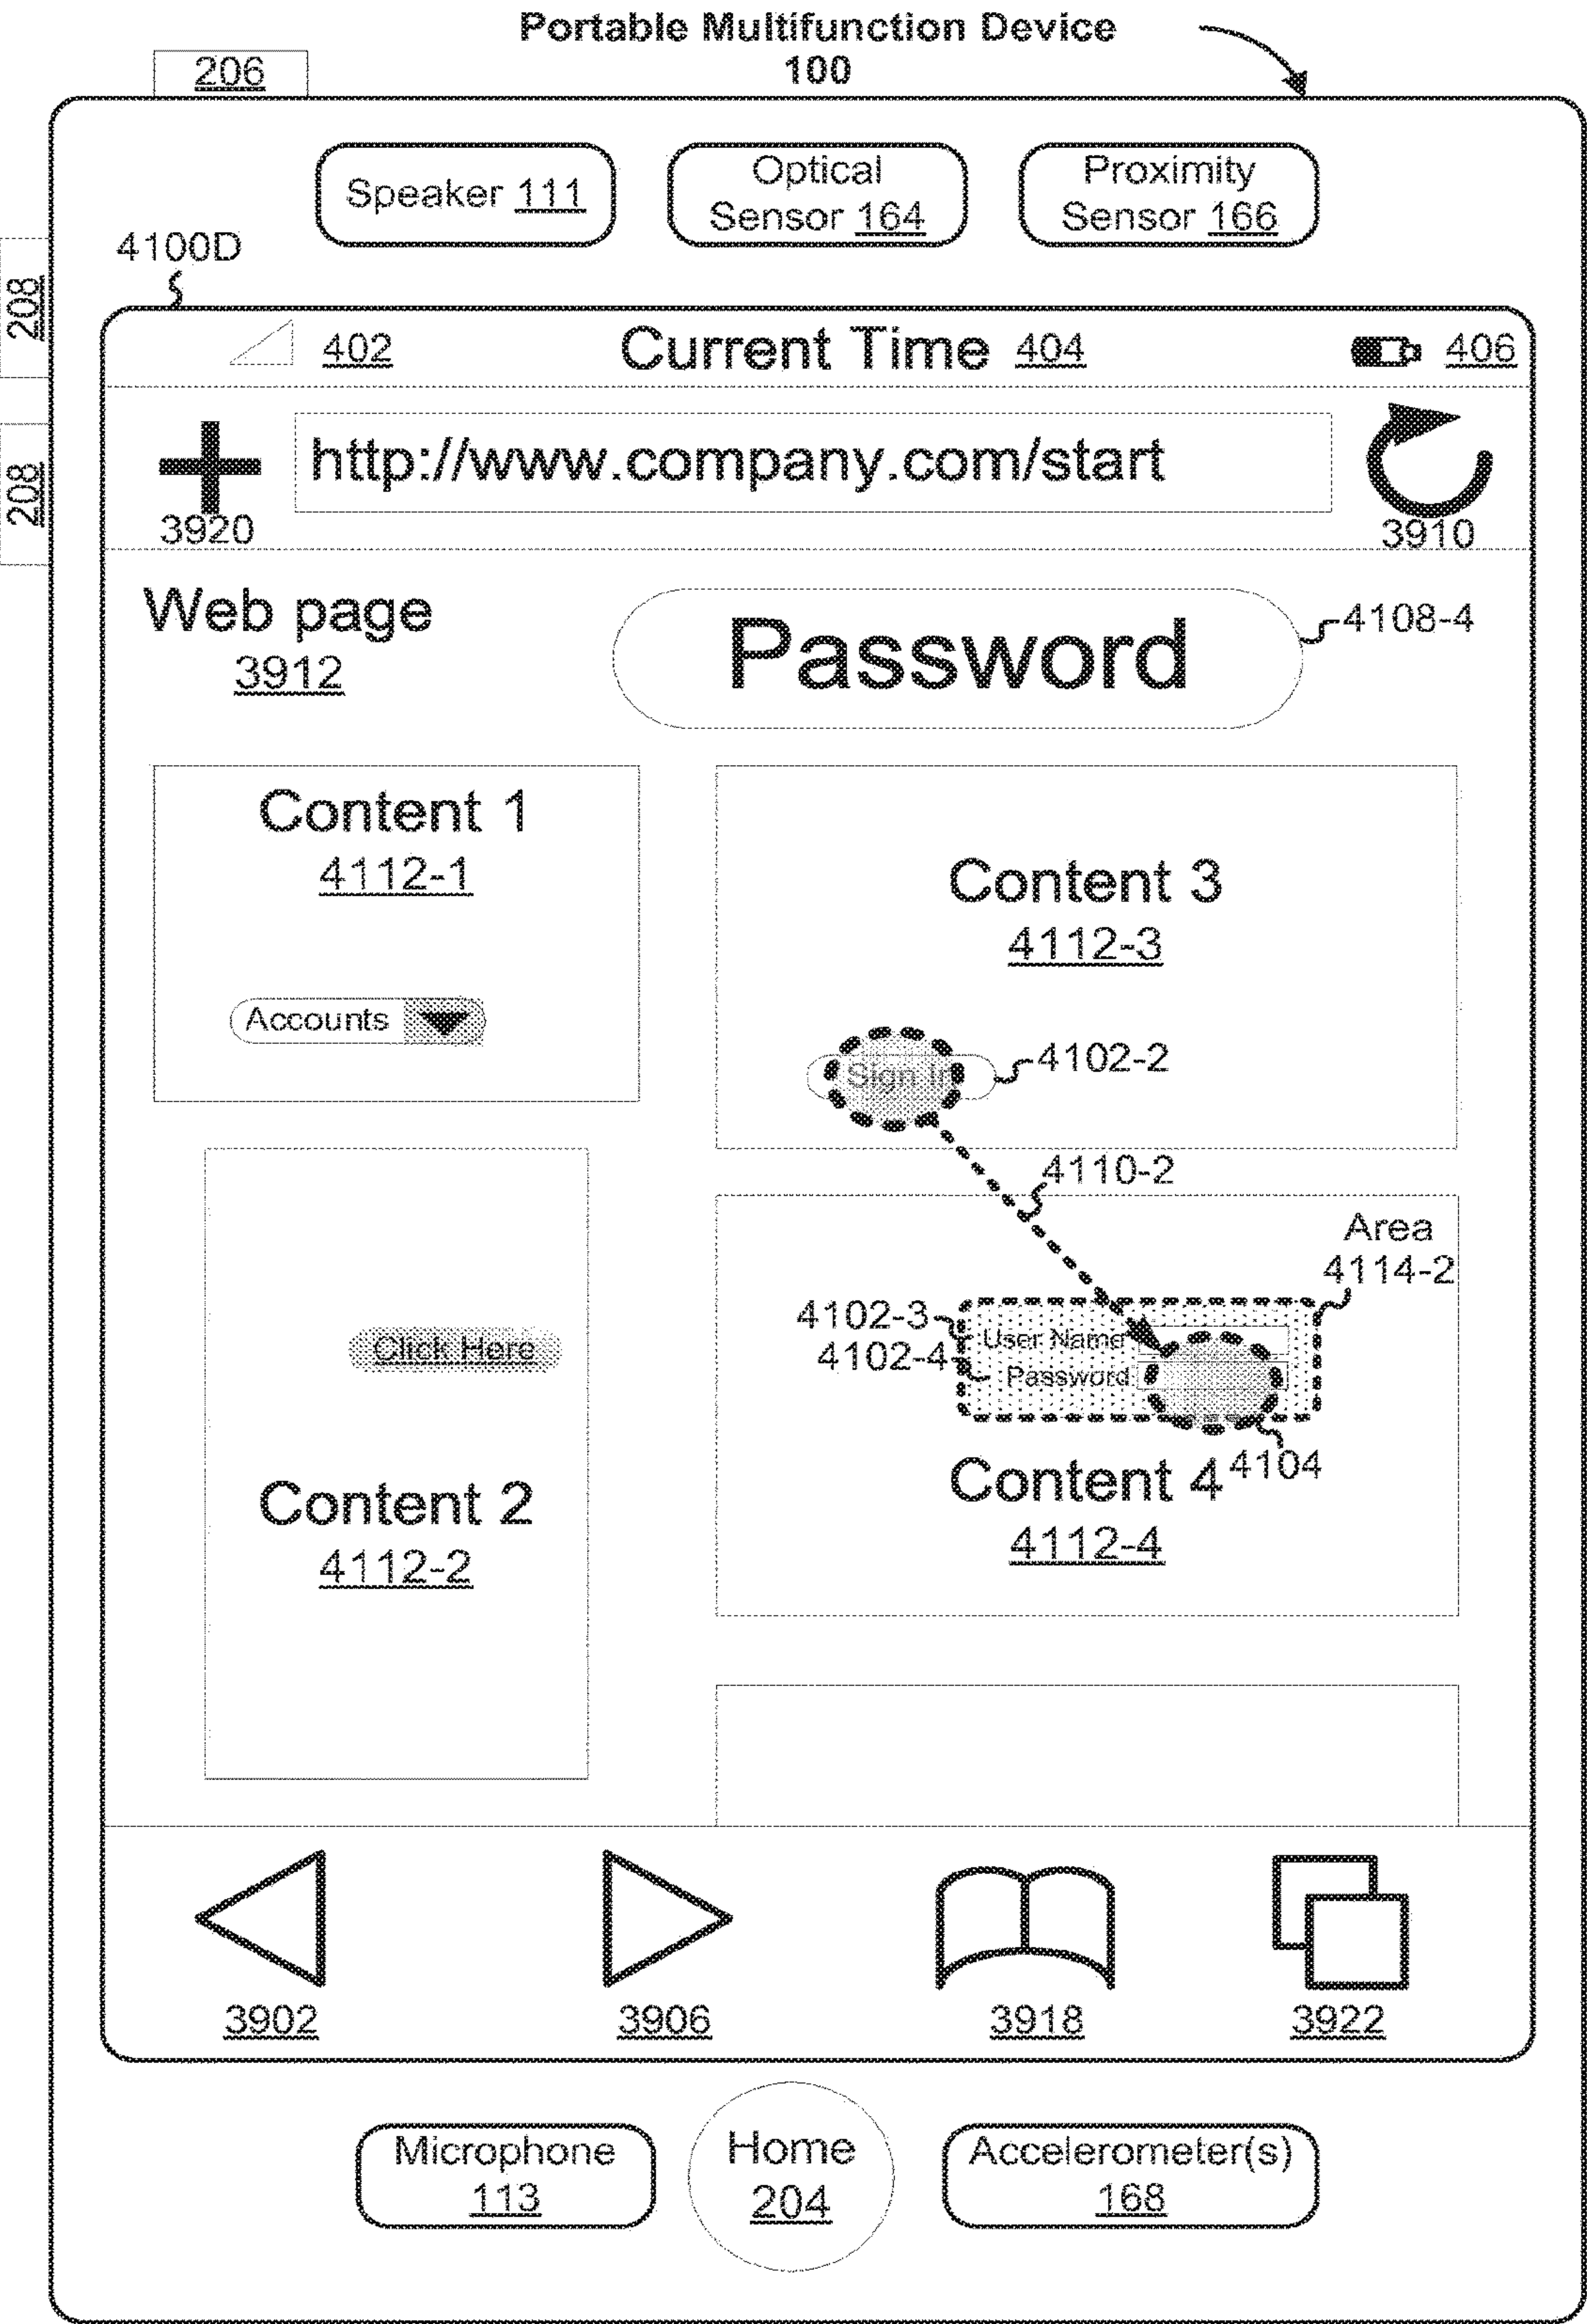 Portable Multifunction Device
100
206
Speaker 111
Optical
Sensor 164
Proximity
Sensor 166
4100D
208
208
402
Current Time 404
406
http://www.company.com/start
3920
3910
Web page
3912
Password
4108-4
Content 1
4112-1
Accounts
Content 3
4112-3
Sign In
4102-2
4110-2
Click Here
Content 2
4112-2
Area
4114-2
4102-3
User Name
4102-4
Password
4104
Content 4
4112-4
3902
3906
3918
3922
Microphone
113
Home
204
Accelerometer(s)
168